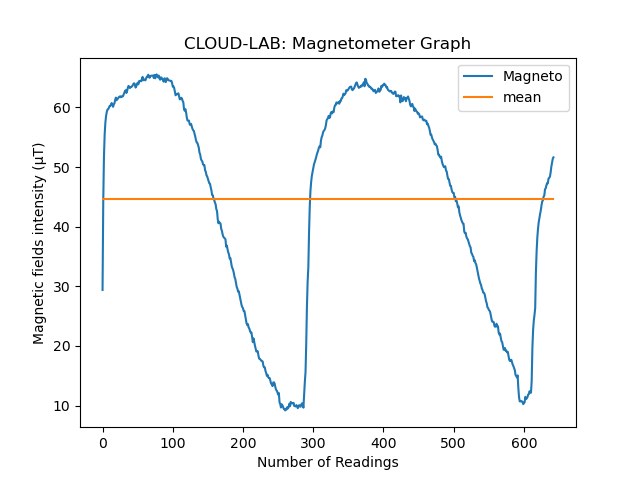 CLOUD-LAB: Magnetometer Graph
Magneto
mean
Magnetic fields intensity (μT)
60
50
40
30
20
10
0 100 200 300 400 500 600
Number of Readings